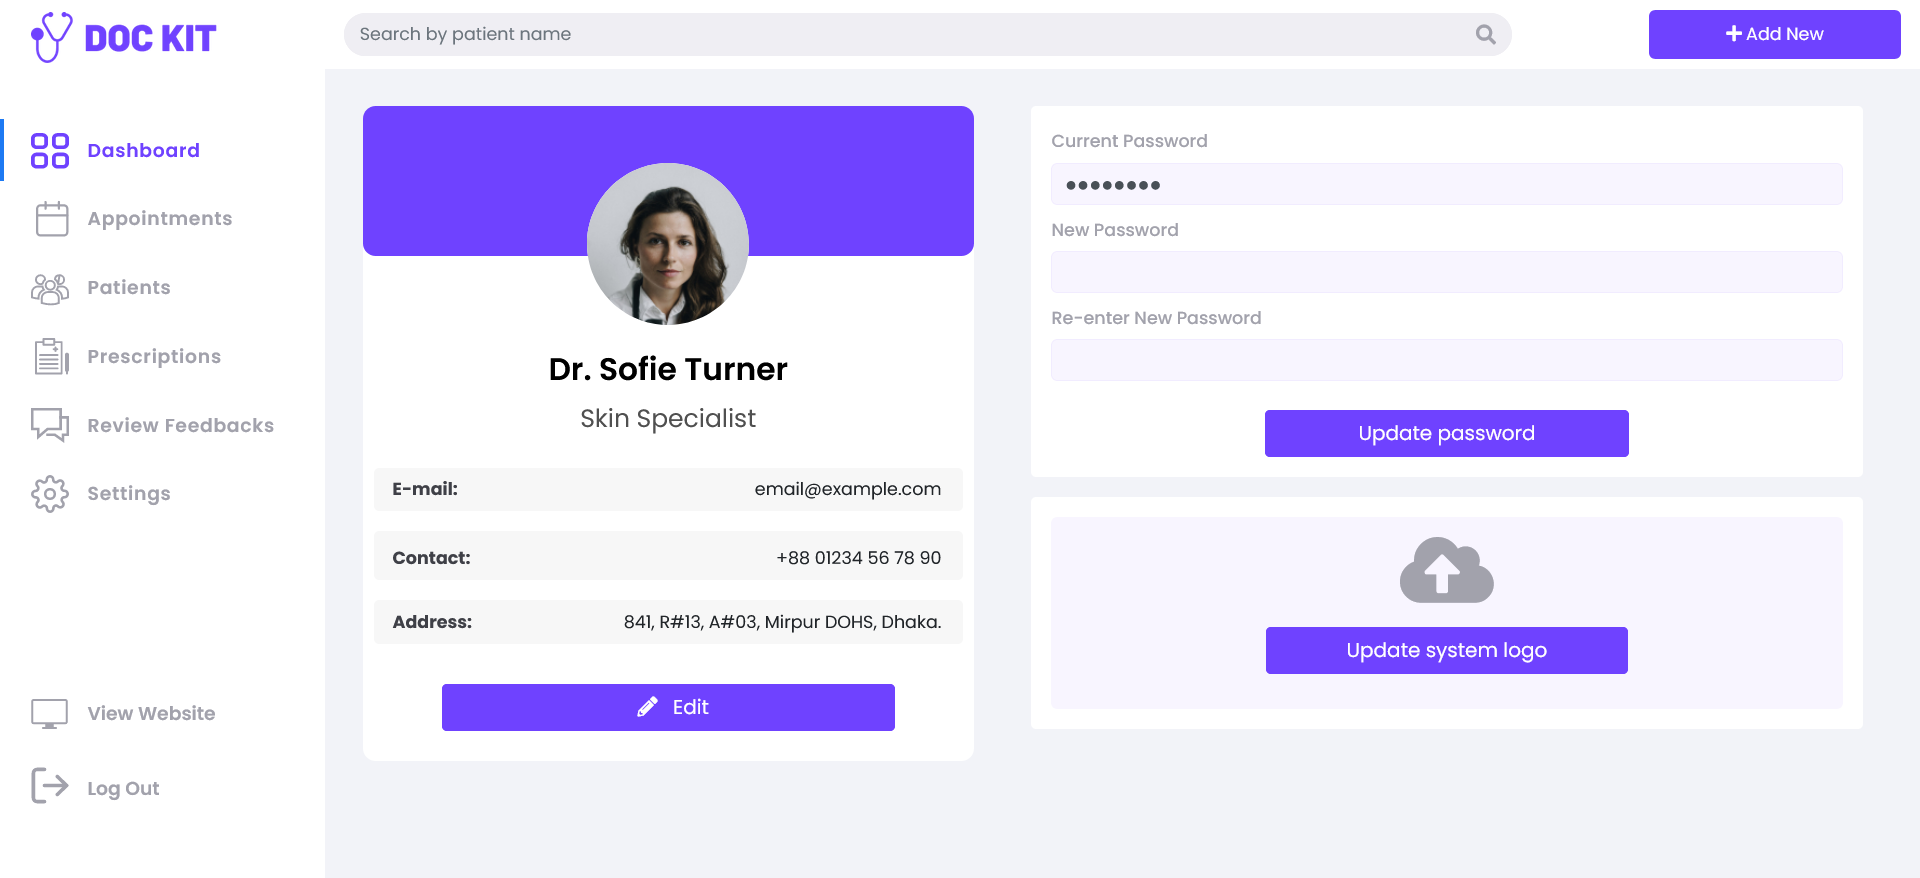 DOC KIT
Search by patient name
Add New
Dashboard
Appointments
Patients
Prescriptions
Review Feedbacks
Settings
View Website
Log Out
Dr. Sofie Turner
Skin Specialist
E-mail: email@example.com
Contact: +88 01234 56 78 90
Address: 841, R#13, A#03, Mirpur DOHS, Dhaka.
Edit
Current Password
••••••••
New Password
Re-enter New Password
Update password
Update system logo